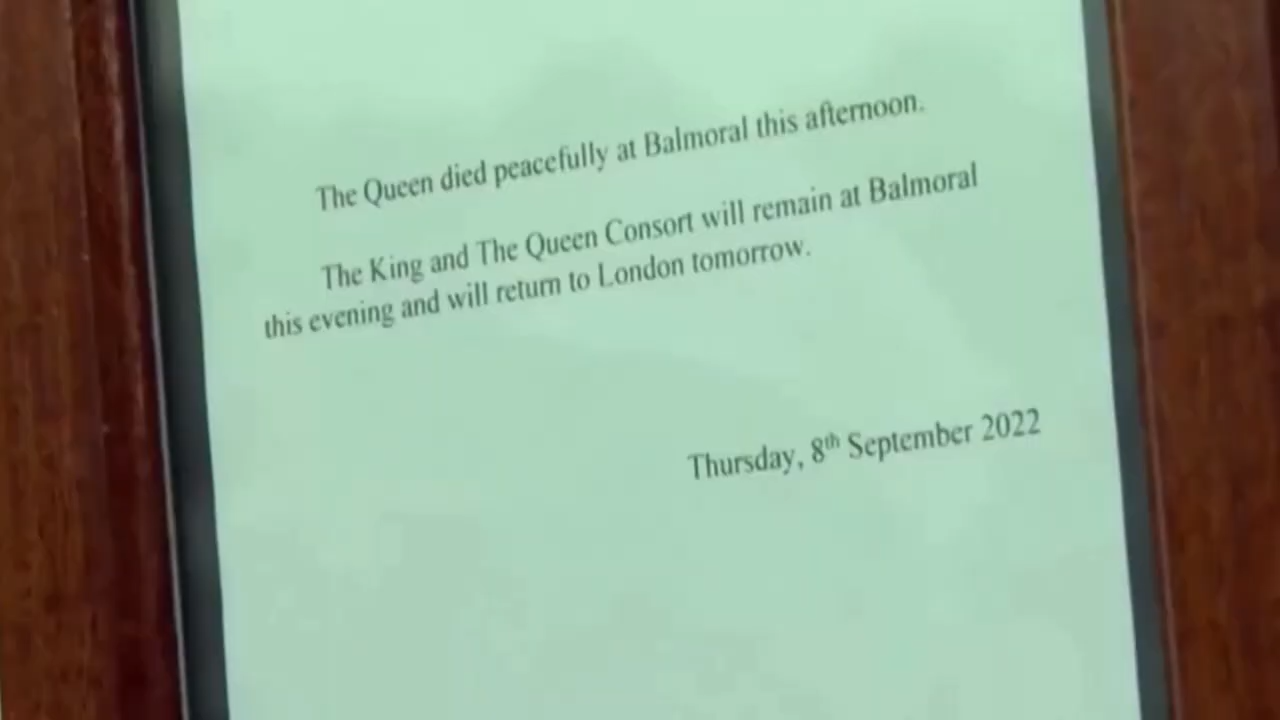 The Queen died peacefully at Balmoral this afternoon.
The King and The Queen Consort will remain at Balmoral
this evening and will return to London tomorrow.
Thursday, 8th September 2022